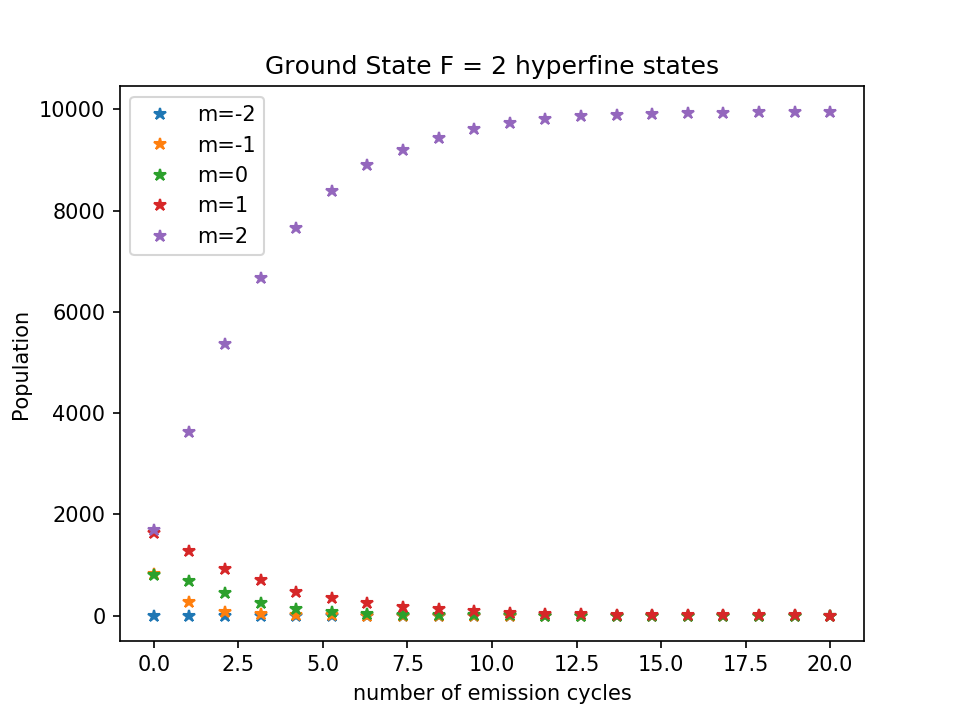 Ground State F = 2 hyperfine states
10000
8000
6000
4000
2000
0
Population
m=-2
m=-1
m=0
m=1
m=2
0.0 2.5 5.0 7.5 10.0 12.5 15.0 17.5 20.0
number of emission cycles